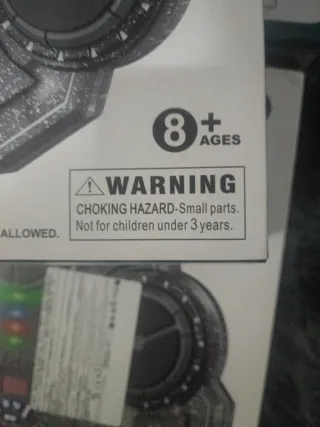 8+
AGES
WARNING
CHOKING HAZARD-Small parts.
Not for children under 3 years.
ALLOWED.